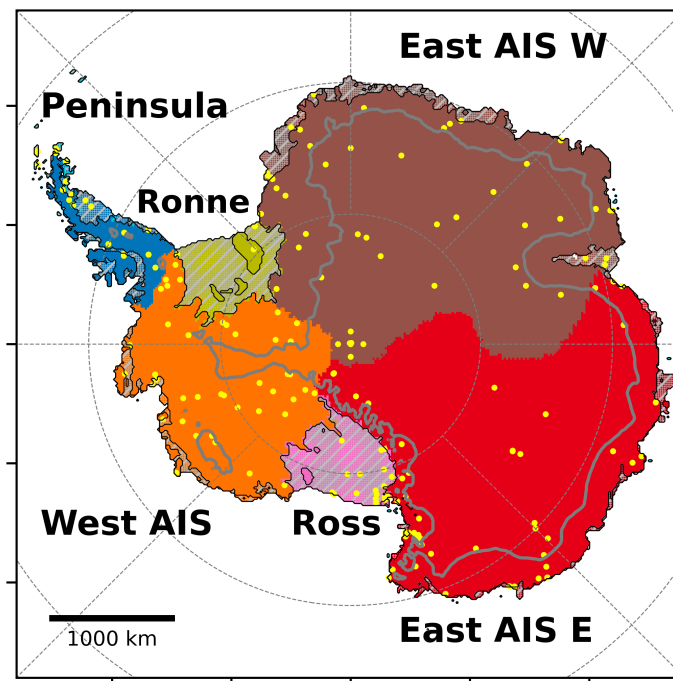 East AIS W
Peninsula
Ronne
West AIS
Ross
East AIS E
1000 km